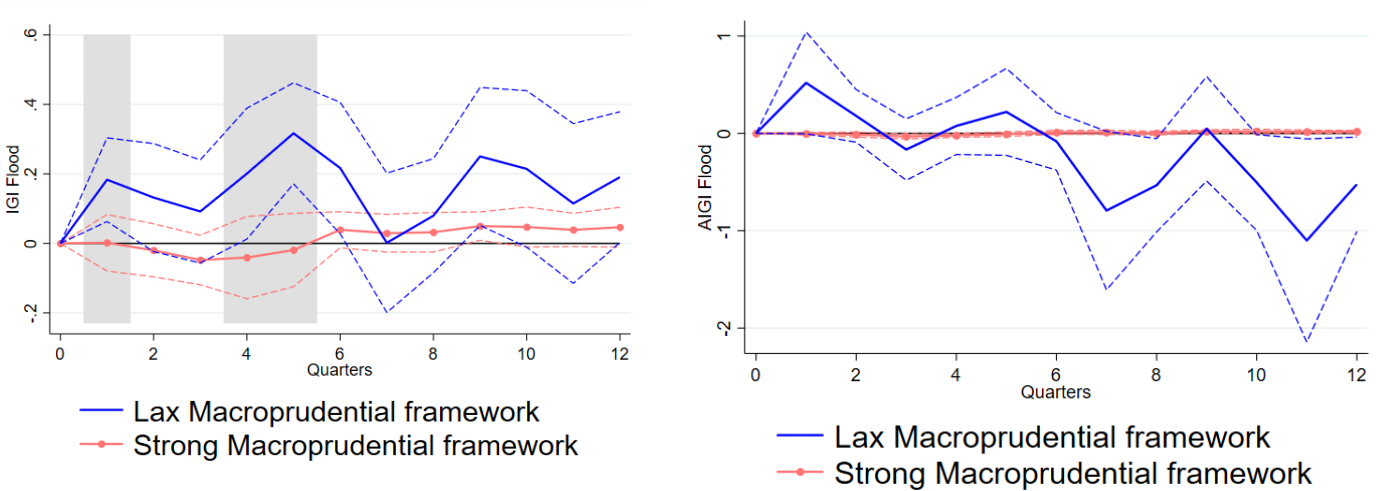 .6
.4
.2
0
-.2
IGI Flood
0 2 4 6 8 10 12
Quarters
Lax Macroprudential framework
Strong Macroprudential framework
1
0
-1
-2
AIGI Flood
0 2 4 6 8 10 12
Quarters
Lax Macroprudential framework
Strong Macroprudential framework